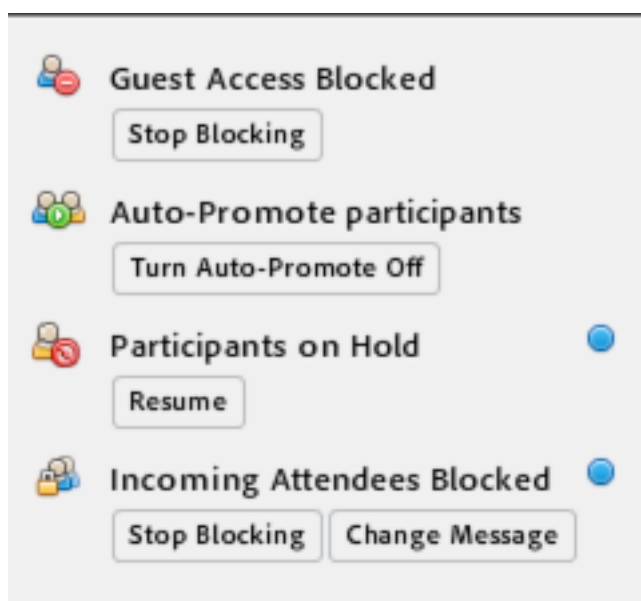 Guest Access Blocked
Stop Blocking
Auto-Promote participants
Turn Auto-Promote Off
Participants on Hold
Resume
Incoming Attendees Blocked
Stop Blocking Change Message